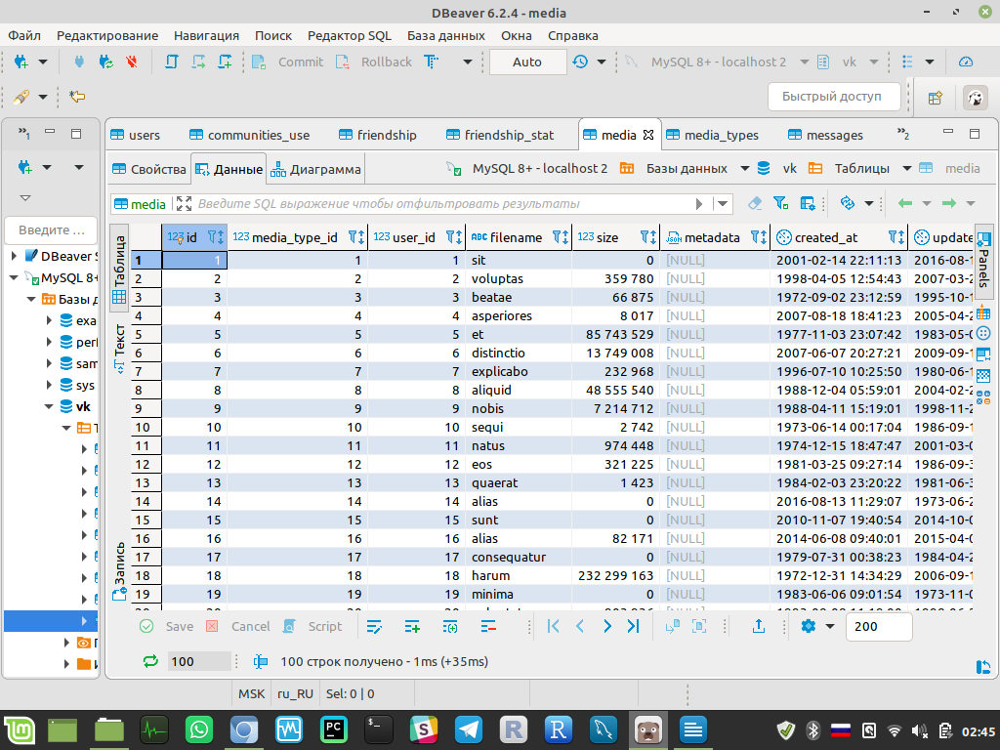 DBeaver 6.2.4 - media
Файл Редактирование Навигация Поиск Редактор SQL База данных Окна Справка
Commit Rollback Auto MySQL 8+ - localhost 2 vk
Быстрый доступ
1 users communities_use friendship friendship_stat media media_types messages 2
Свойства Данные Диаграмма MySQL 8+ - localhost 2 Базы данных vk Таблицы media
media Введите SQL выражение чтобы отфильтровать результаты
Введите ...
DBeaver S
MySQL 8+
Базы д
exa
per
sam
sys
vk
Таблица
Текст
Запись
Panels
123 id 123 media_type_id 123 user_id ABC filename 123 size JSON metadata created_at update
1 1 1 1 sit 0 [NULL] 2001-02-14 22:11:13 2016-08-1
2 2 2 2 voluptas 359 780 [NULL] 1998-04-05 12:54:43 2007-03-2
3 3 3 3 beatae 66 875 [NULL] 1972-09-02 23:12:59 1995-10-1
4 4 4 4 asperiores 8 017 [NULL] 2007-08-18 18:41:23 2005-04-2
5 5 5 5 et 85 743 529 [NULL] 1977-11-03 23:07:42 1983-05-0
6 6 6 6 distinctio 13 749 008 [NULL] 2007-06-07 20:27:21 2009-09-1
7 7 7 7 explicabo 232 968 [NULL] 1996-07-10 10:25:50 1980-06-1
8 8 8 8 aliquid 48 555 540 [NULL] 1988-12-04 05:59:01 2004-02-2
9 9 9 9 nobis 7 214 712 [NULL] 1988-04-11 15:19:01 1998-11-2
10 10 10 10 sequi 2 742 [NULL] 1973-06-14 00:17:04 1986-09-1
11 11 11 11 natus 974 448 [NULL] 1974-12-15 18:47:47 2001-03-0
12 12 12 12 eos 321 225 [NULL] 1981-03-25 09:27:14 1986-09-3
13 13 13 13 quaerat 1 423 [NULL] 1984-02-03 23:20:22 1981-06-3
14 14 14 14 alias 0 [NULL] 2016-08-13 11:29:07 1973-06-2
15 15 15 15 sunt 0 [NULL] 2010-11-07 19:40:54 2014-10-0
16 16 16 16 alias 82 171 [NULL] 2014-06-08 09:40:01 2015-04-0
17 17 17 17 consequatur 0 [NULL] 1979-07-31 00:38:23 1984-04-2
18 18 18 18 harum 232 299 163 [NULL] 1972-12-31 14:34:29 2006-09-1
19 19 19 19 minima 0 [NULL] 1983-06-06 09:01:54 1973-11-0
Save Cancel Script 200
100 100 строк получено - 1ms (+35ms)
MSK ru_RU Sel: 0 | 0
PC S R R 02:45